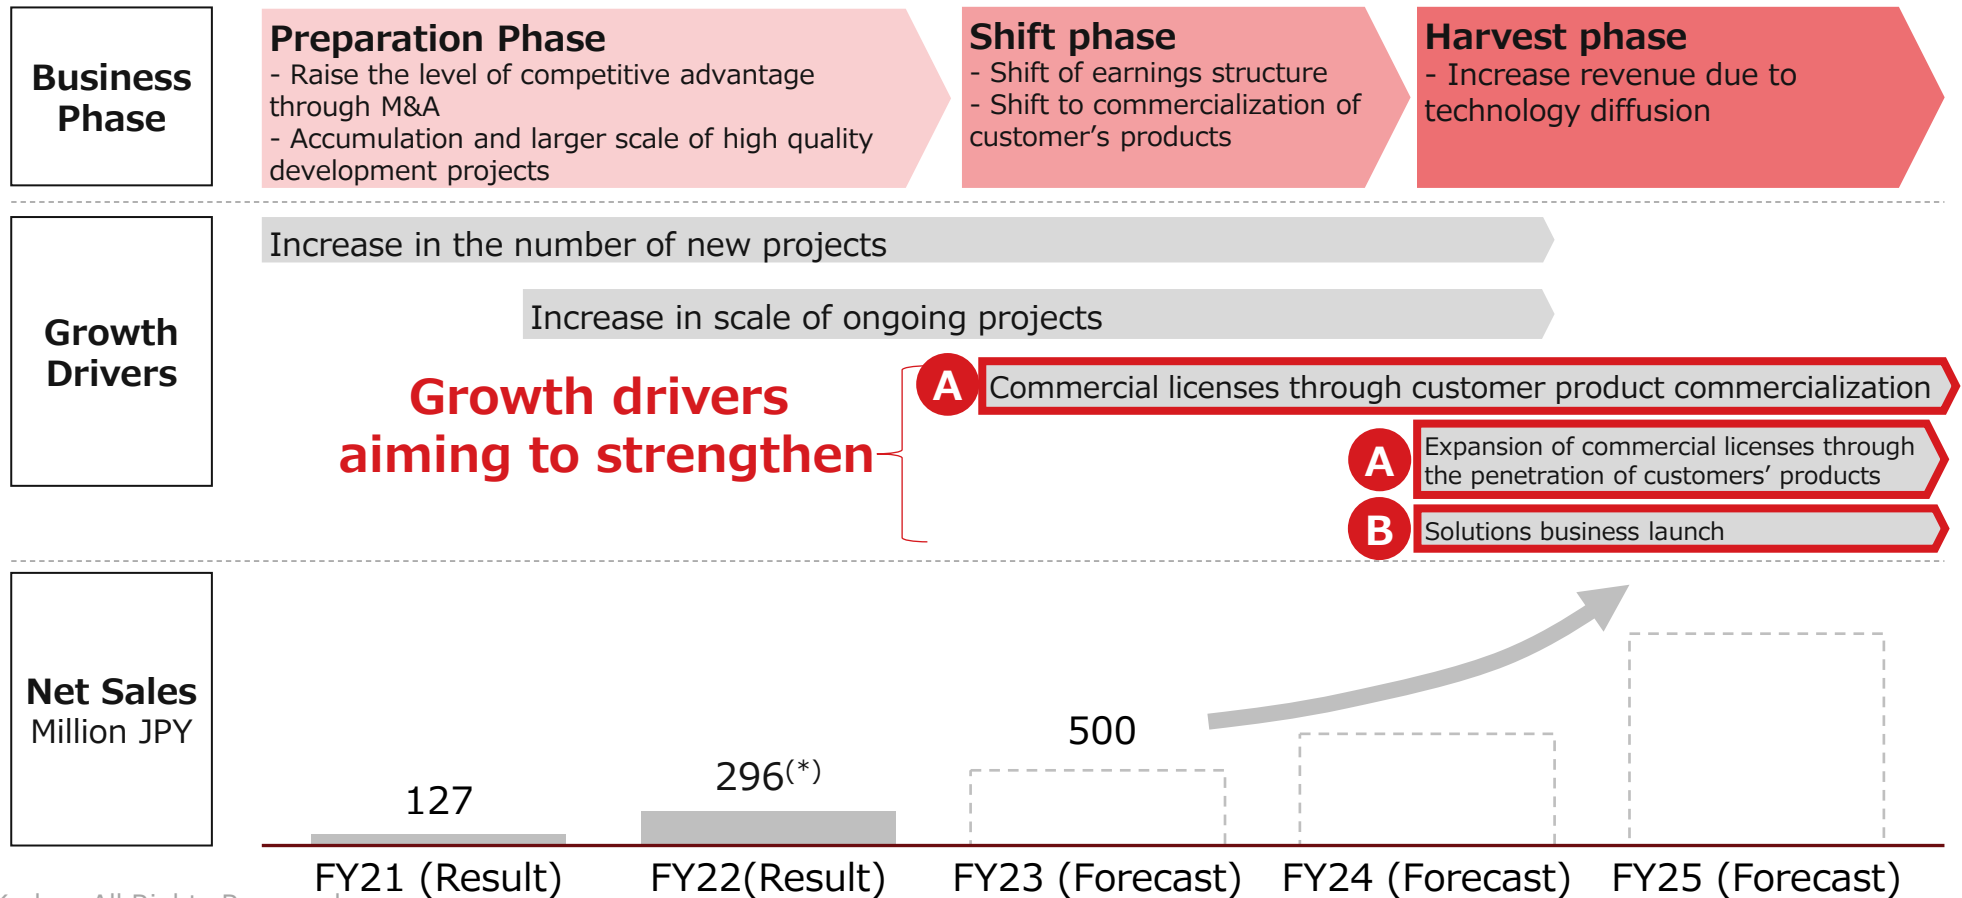 Business
Phase
Preparation Phase
- Raise the level of competitive advantage
through M&A
- Accumulation and larger scale of high quality
development projects
Shift phase
- Shift of earnings structure
- Shift to commercialization of
customer’s products
Harvest phase
- Increase revenue due to
technology diffusion
Growth
Drivers
Increase in the number of new projects
Increase in scale of ongoing projects
Growth drivers
aiming to strengthen
A Commercial licenses through customer product commercialization
A
Expansion of commercial licenses through
the penetration of customers’ products
B Solutions business launch
Net Sales
Million JPY
127
296(*)
500
FY21 (Result) FY22(Result) FY23 (Forecast) FY24 (Forecast) FY25 (Forecast)
All Rights